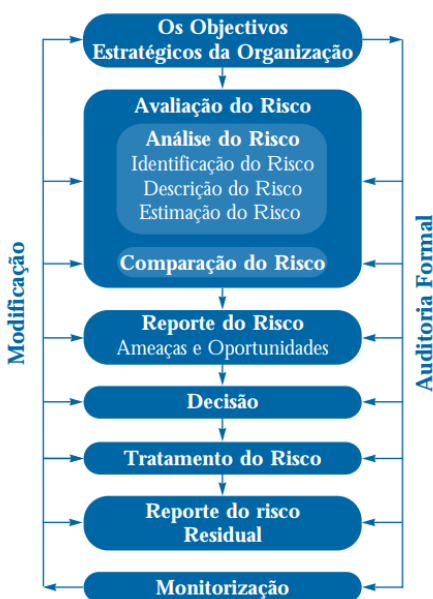 Os Objectivos
Estratégicos da Organização
Avaliação do Risco
Análise do Risco
Identificação do Risco
Descrição do Risco
Estimação do Risco
Comparação do Risco
Reporte do Risco
Ameaças e Oportunidades
Decisão
Tratamento do Risco
Reporte do risco
Residual
Monitorização
Modificação
Auditoria Formal